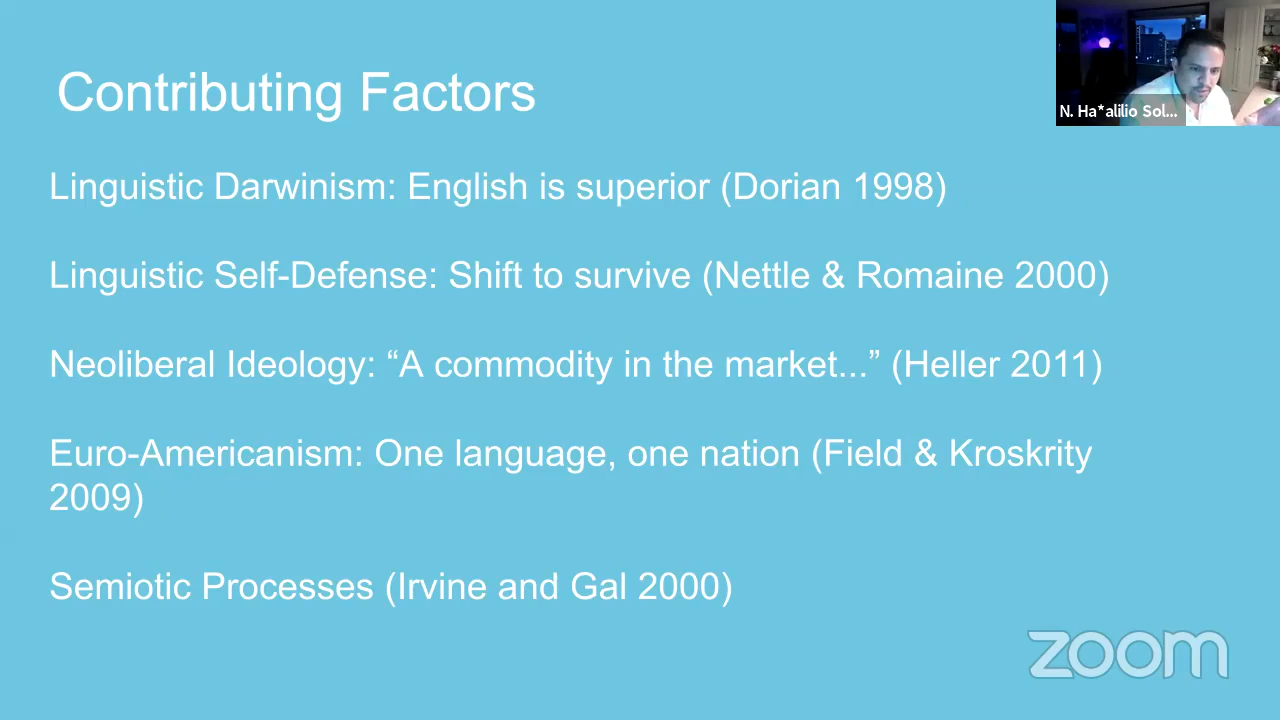 Contributing Factors
N. Ha*alilio Sol...
Linguistic Darwinism: English is superior (Dorian 1998)
Linguistic Self-Defense: Shift to survive (Nettle & Romaine 2000)
Neoliberal Ideology: “A commodity in the market...” (Heller 2011)
Euro-Americanism: One language, one nation (Field & Kroskrity
2009)
Semiotic Processes (Irvine and Gal 2000)
zoom